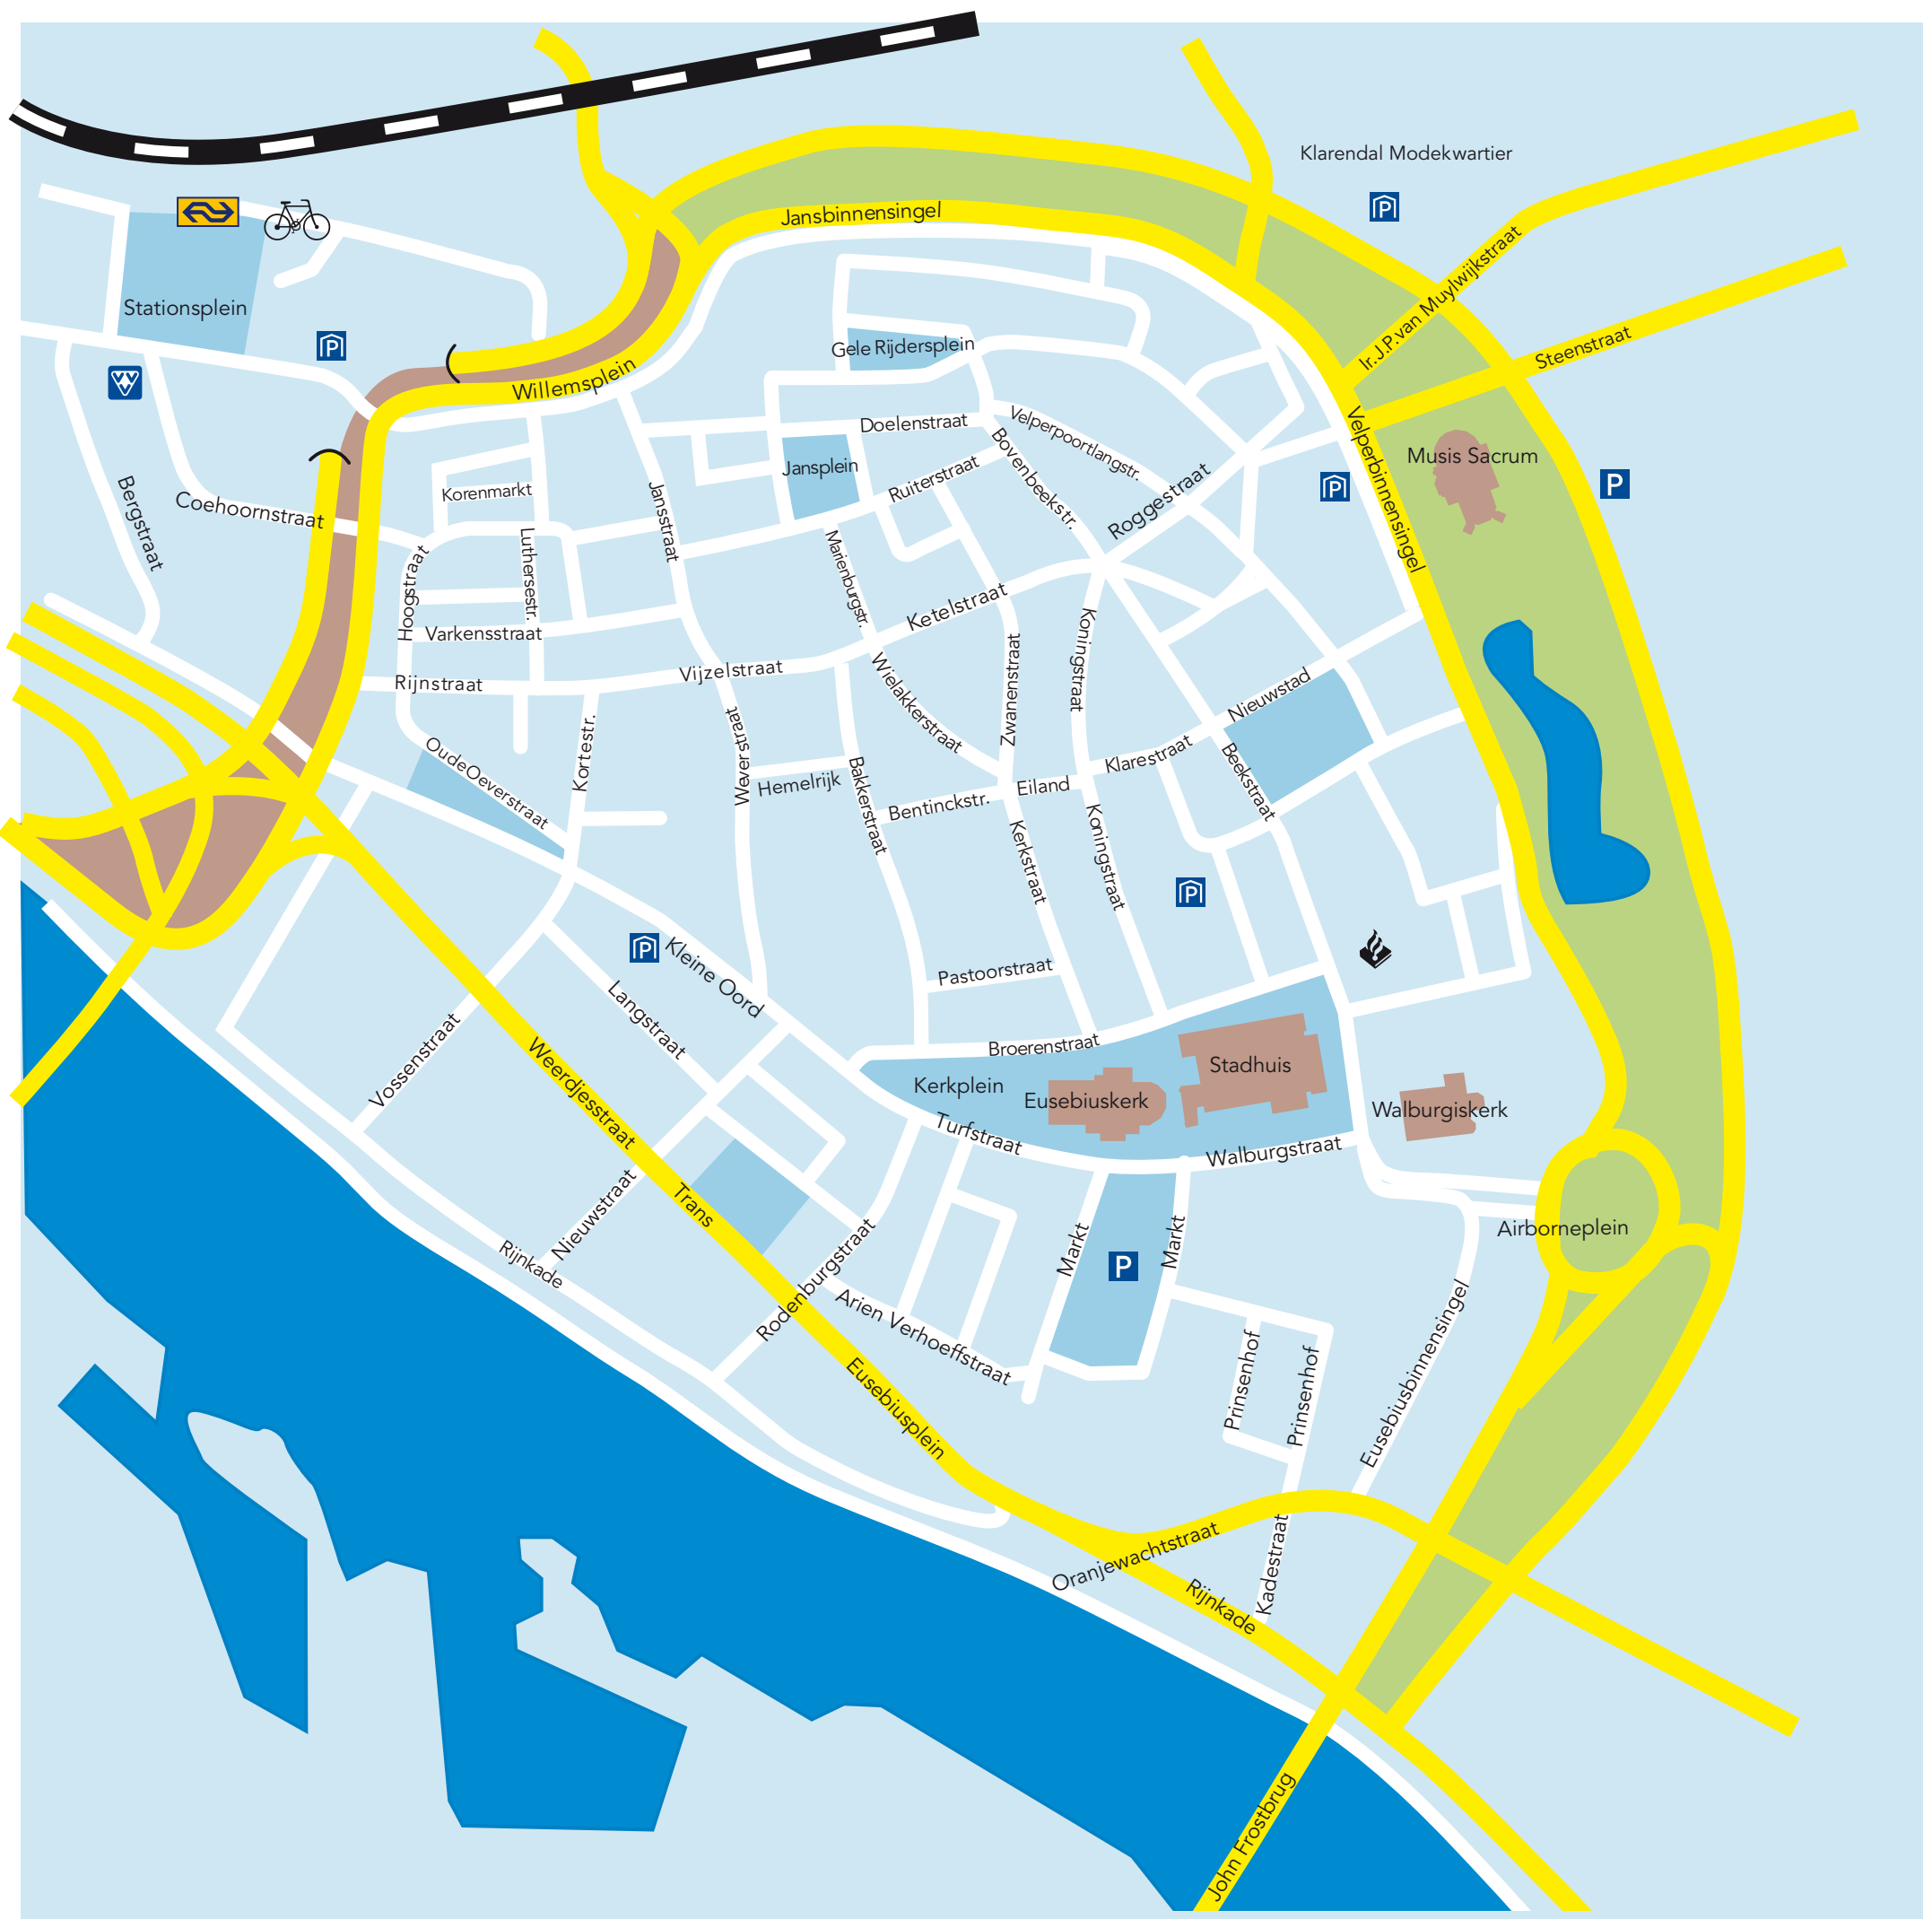 Klarendal Modekwartier
P
Jansbinnensingel
Ir.J.P.van Muylwijkstraat
Stationsplein
P
Gele Rijdersplein
Steenstraat
Willemsplein
Doelenstraat
Velperpoortlangstr.
Velperbinnensingel
Musis Sacrum
Jansplein
Ruiterstraat
Bovenbeekstr.
Roggestraat
P
P
Korenmarkt
Bergstraat
Coehoornstraat
Jansstraat
Luthersestr.
Marienburgstr.
Hoogstraat
Ketelstraat
Varkensstraat
Koningstraat
Zwanenstraat
Rijnstraat
Vijzelstraat
Wielakkerstraat
Nieuwstad
OudeOeverstraat
Kortestr.
Weverstraat
Hemelrijk
Bakkerstraat
Klarestraat
Beekstraat
Eiland
Bentinckstr.
Kerkstraat
Koningstraat
P
P
Kleine Oord
Pastoorstraat
Langstraat
Vossenstraat
Weerdjesstraat
Broerenstraat
Stadhuis
Kerkplein
Eusebiuskerk
Walburgiskerk
Turfstraat
Walburgstraat
Trans
Nieuwstraat
Rijnkade
Rodenburgstraat
Markt
Markt
P
Airborneplein
Arien Verhoeffstraat
Eusebiusplein
Prinsenhof
Prinsenhof
Eusebiusbinnensingel
Oranjewachtstraat
Kadestraat
Rijnkade
John Frostbrug